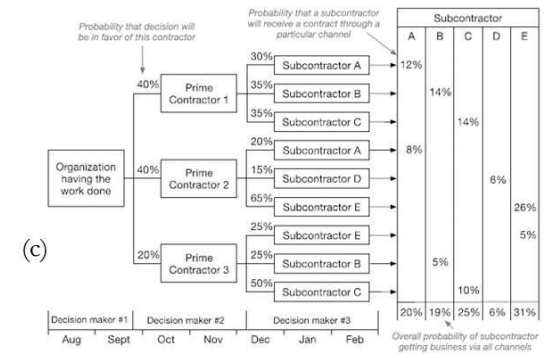 Probability that decision will
be in favor of this contractor
Probability that a subcontractor
will receive a contract through a
particular channel
Subcontractor
A B C D E
30% Subcontractor A 12%
40% Prime
Contractor 1
35% Subcontractor B 14%
35% Subcontractor C 14%
20% Subcontractor A 8%
Organization
having the
work done
40% Prime
Contractor 2
15% Subcontractor D 6%
65% Subcontractor E 26%
25% Subcontractor E 5%
(c)
20% Prime
Contractor 3
25% Subcontractor B 5%
50% Subcontractor C 10%
20% 19% 25% 6% 31%
Decision maker #1 Decision maker #2 Decision maker #3
Aug Sept Oct Nov Dec Jan Feb
Overall probability of subcontractor
getting business via all channels